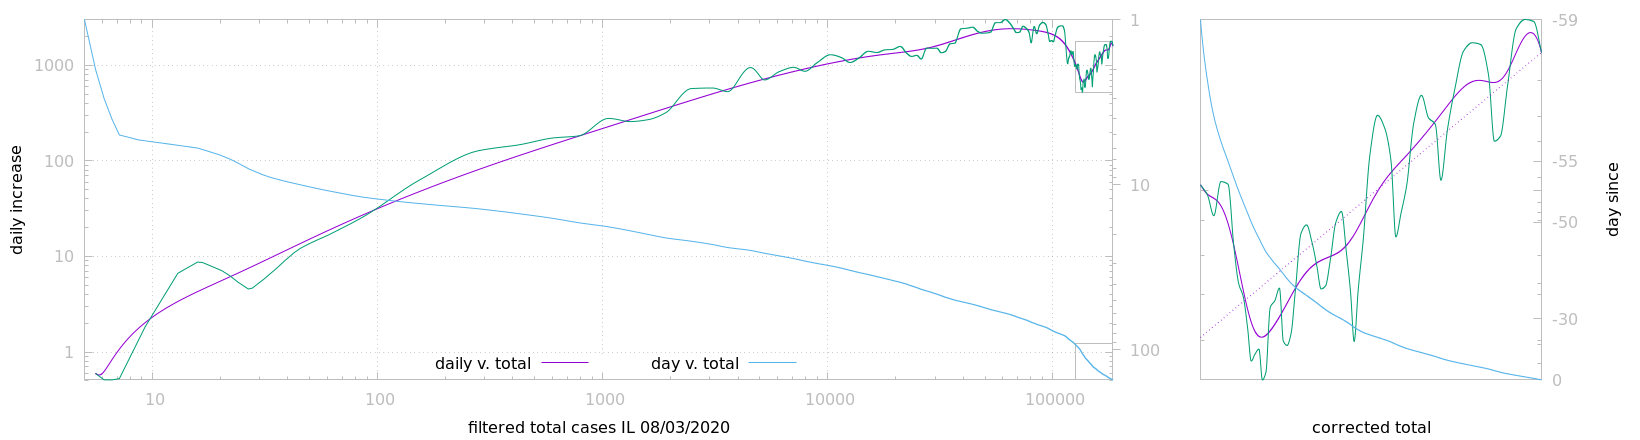 1000
100
10
1
daily increase
daily v. total
day v. total
10
100
1000
10000
100000
filtered total cases IL 08/03/2020
1
10
100
-59
-55
-50
-30
0
day since
corrected total